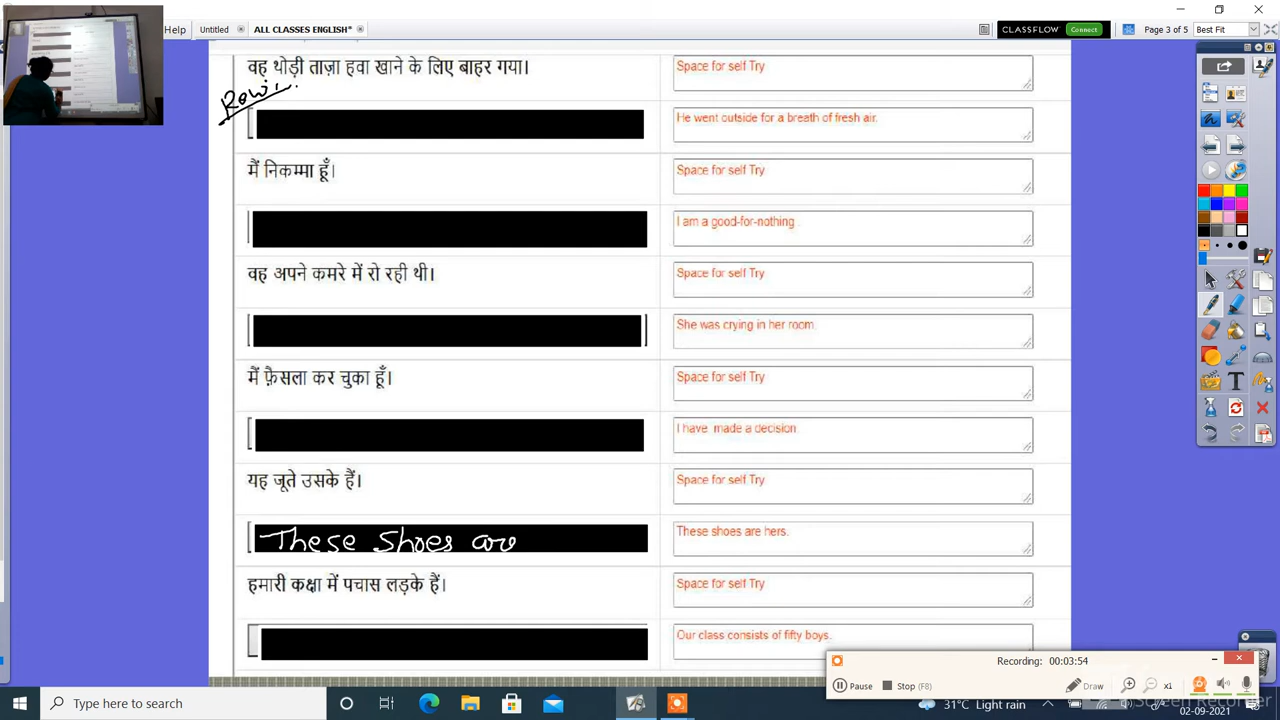 Help
Untitled
ALL CLASSES ENGLISH*
CLASSFLOW
Connect
Page 3 of 5
Best Fit
वह थोड़ी ताज़ा हवा खाने के लिए बाहर गया।
Space for self Try
He went outside for a breath of fresh air.
मैं निकम्मा हूँ।
Space for self Try
I am a good-for-nothing
वह अपने कमरे में रो रही थी।
Space for self Try
She was crying in her room
मैं फ़ैसला कर चुका हूँ।
Space for self Try
I have made a decision
यह जूते उसके हैं।
Space for self Try
These shoes are
These shoes are hers.
हमारी कक्षा में पचास लड़के हैं।
Space for self Try
Our class consists of fifty boys.
Recording: 00:03:54
Pause
Stop (F8)
x1
Draw
Type here to search
31°C Light rain
02-09-2021